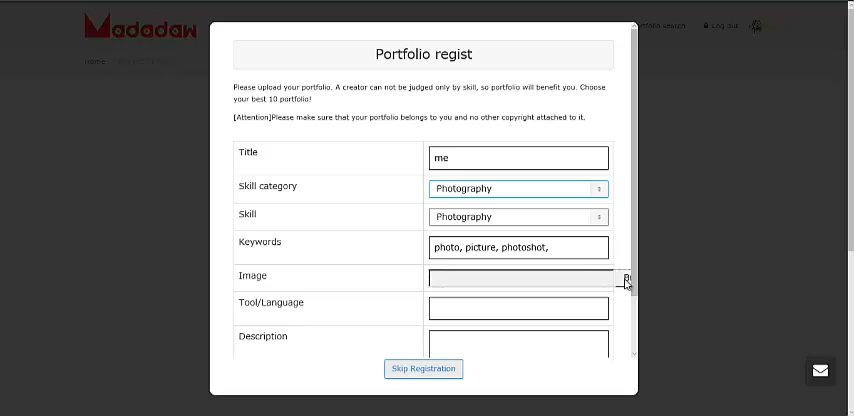 Madadaw
Log out
Portfolio regist
Please upload your portfolio. A creator can not be judged only by skill, so portfolio will benefit you. Choose
your best 10 portfolio!
[Attention]Please make sure that your portfolio belongs to you and no other copyright attached to it.
Title
me
Skill category
Photography
Skill
Photography
Keywords
photo, picture, photoshot,
Image
Tool/Language
Description
Skip Registration